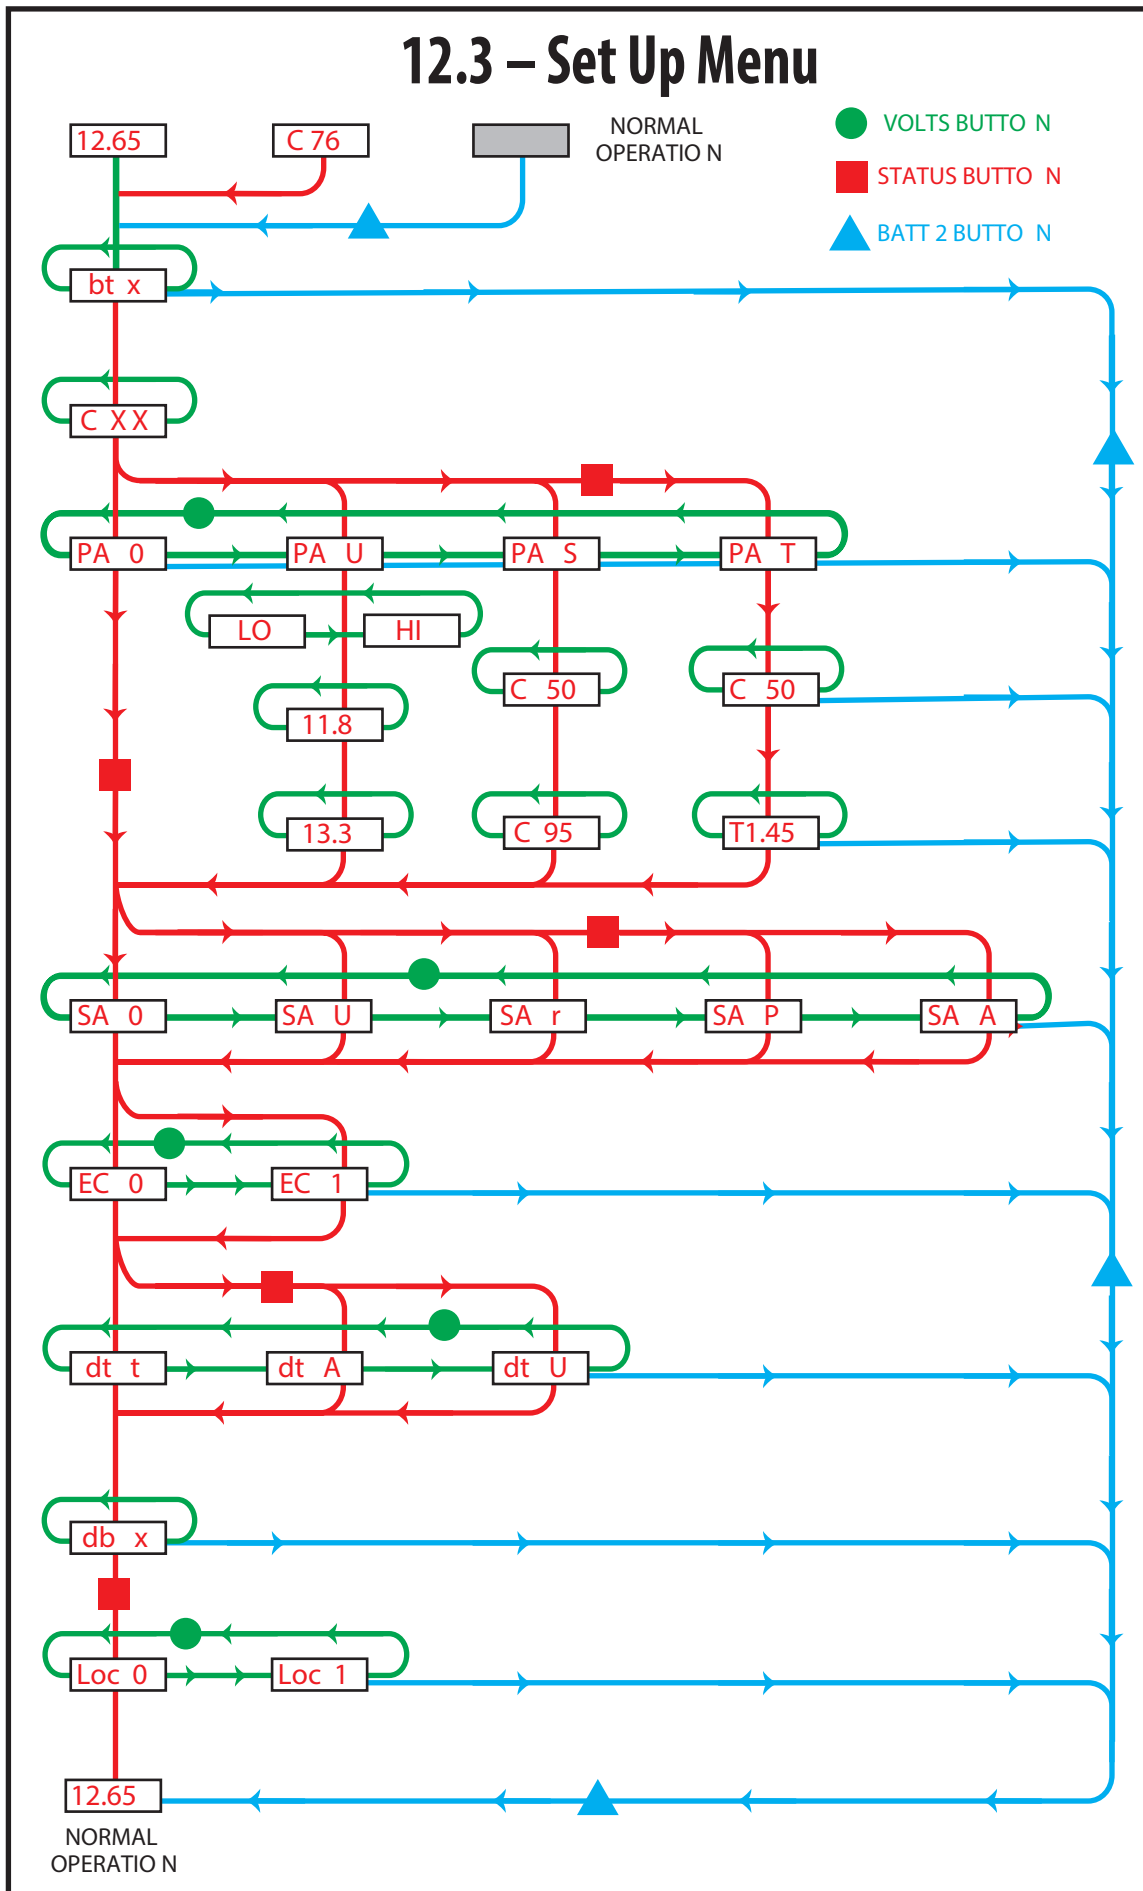 12.3 – Set Up Menu
12.65
C 76
NORMAL
OPERATIO N
VOLTS BUTTO N
STATUS BUTTO N
BATT 2 BUTTO N
bt x
C XX
PA 0
PA U
PA S
PA T
LO
HI
C 50
C 50
11.8
13.3
C 95
T1.45
SA 0
SA U
SA r
SA P
SA A
EC 0
EC 1
dt t
dt A
dt U
db x
Loc 0
Loc 1
12.65
NORMAL
OPERATIO N